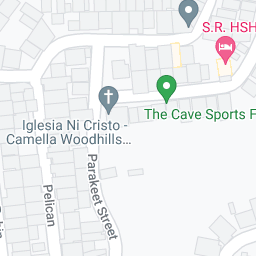 S.R. HSH
The Cave Sports F
Iglesia Ni Cristo -
Camella Woodhills...
Parakeet Street
Pelican